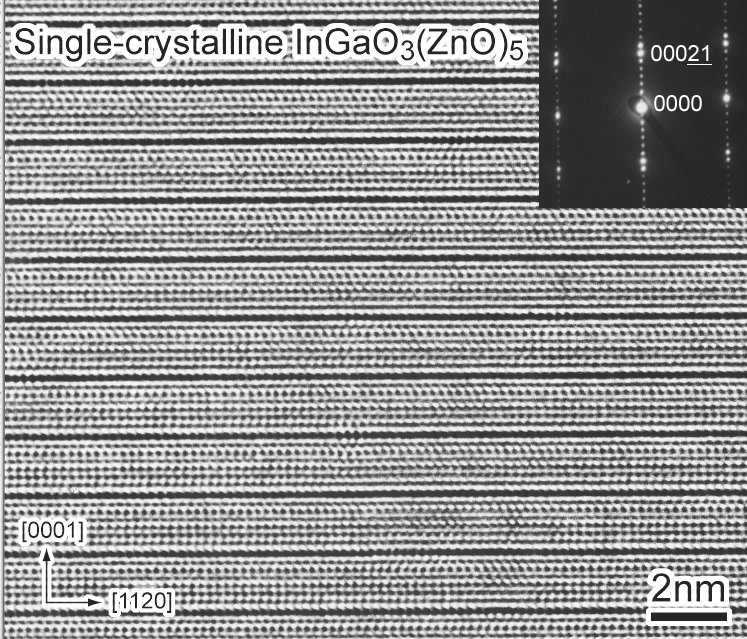 Single-crystalline InGaO₃(ZnO)₅
00021
0000
[0001]
[1120]
2nm